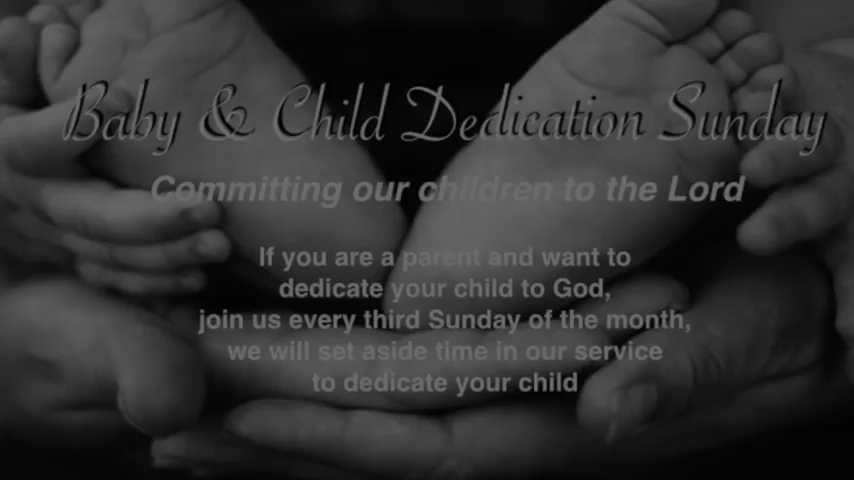 Baby & Child Dedication Sunday
Committing our children to the Lord
If you are a parent and want to
dedicate your child to God,
join us every third Sunday of the month,
we will set aside time in our service
to dedicate your child